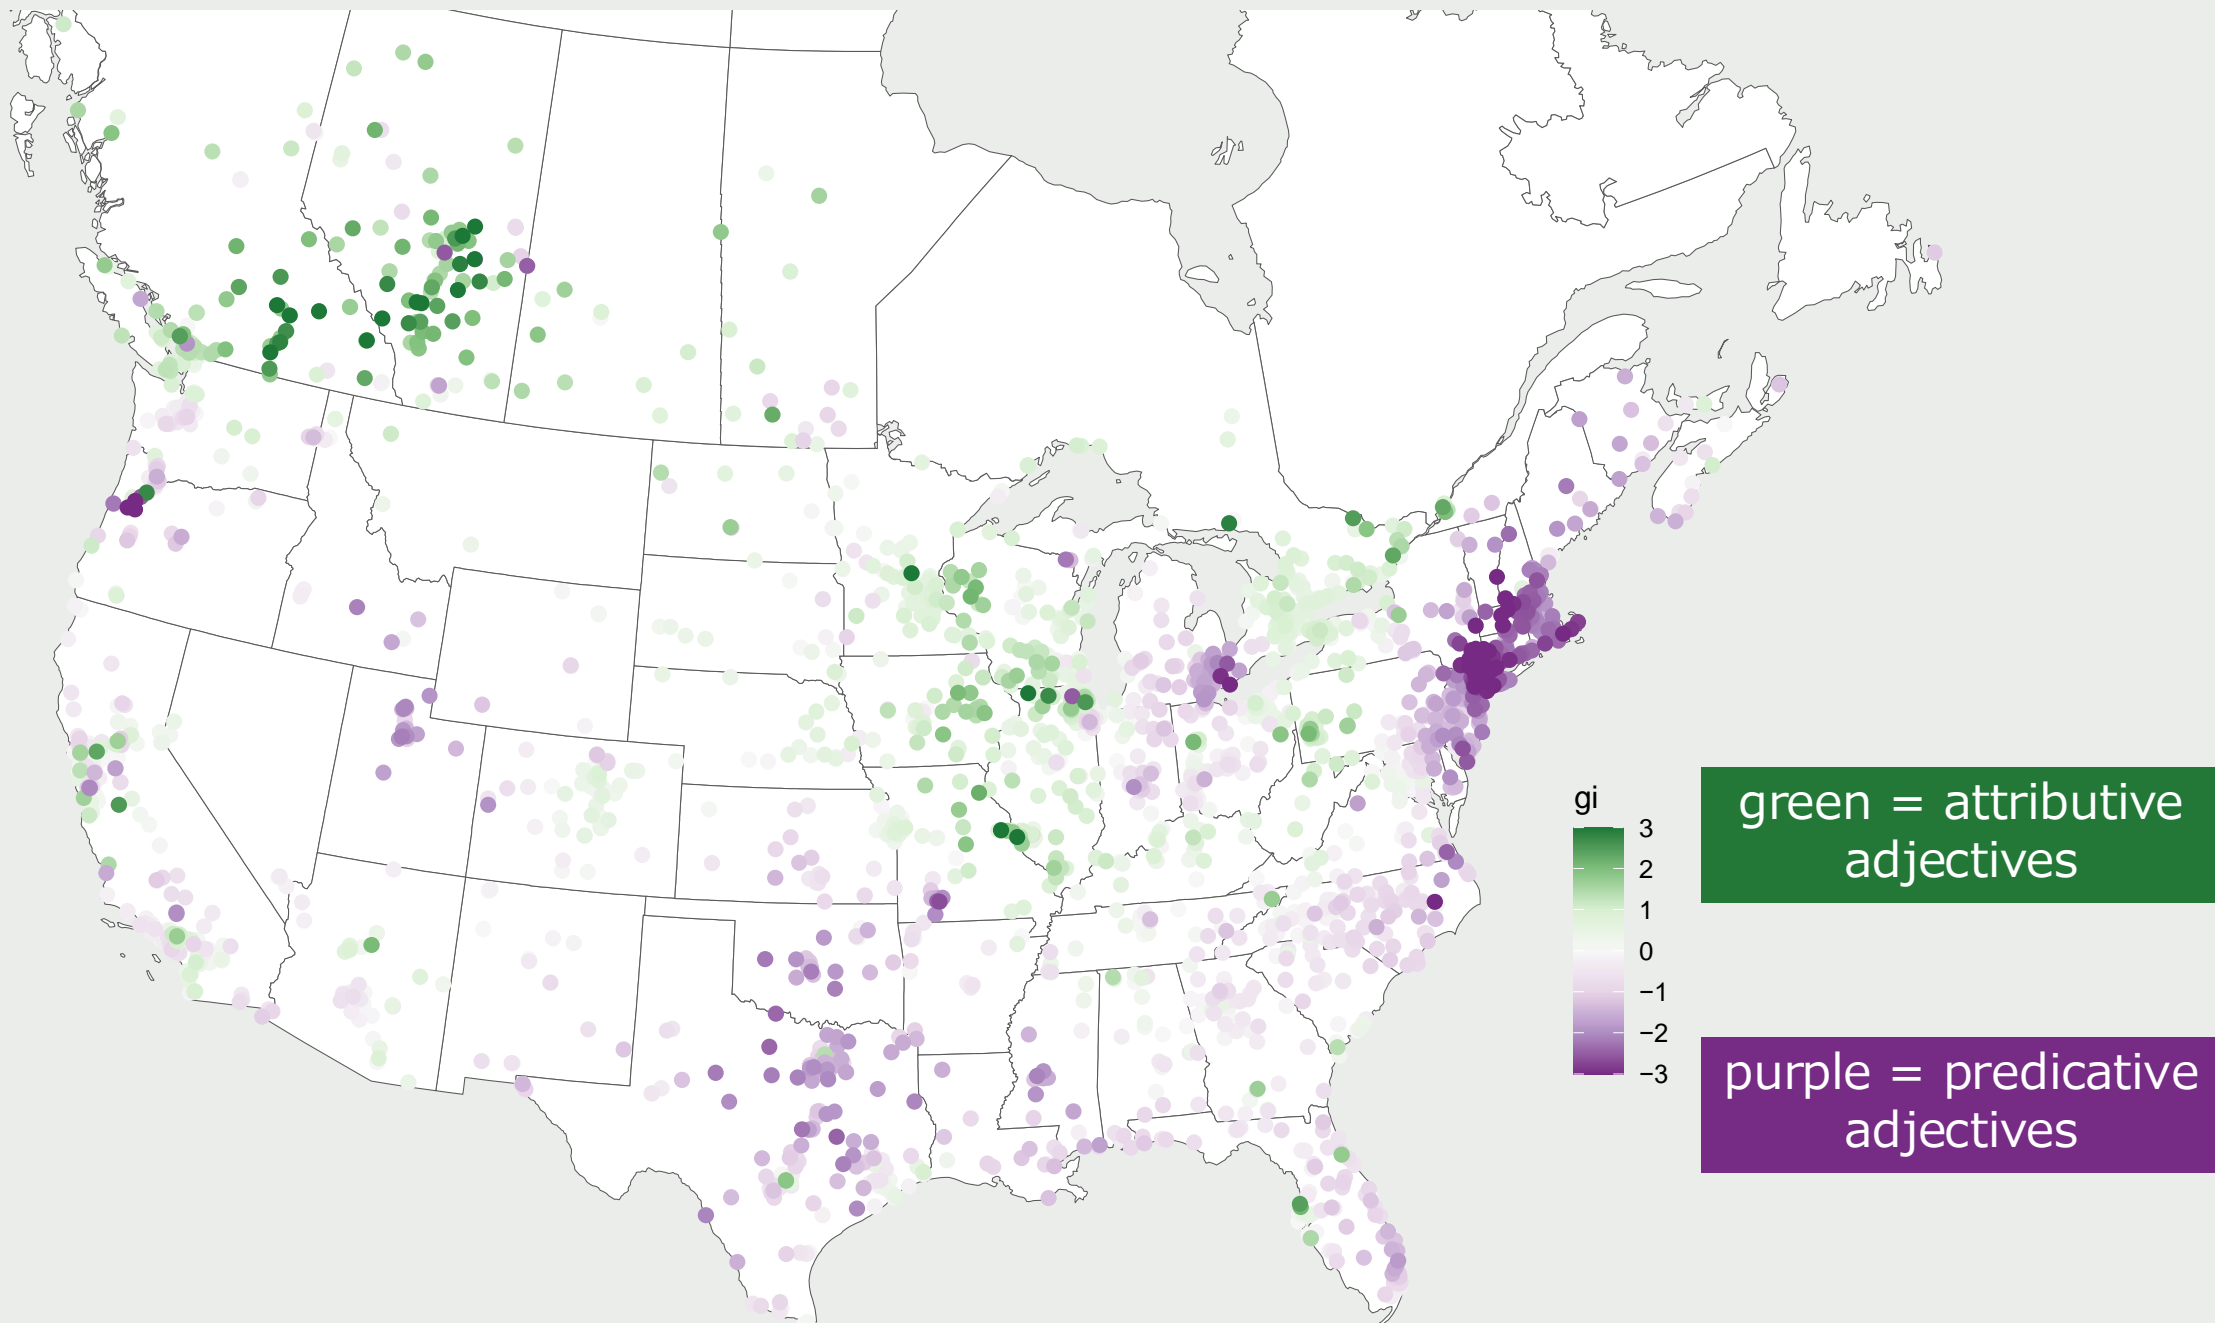 gi
3
2
1
0
−1
−2
−3
green = attributive
adjectives
purple = predicative
adjectives